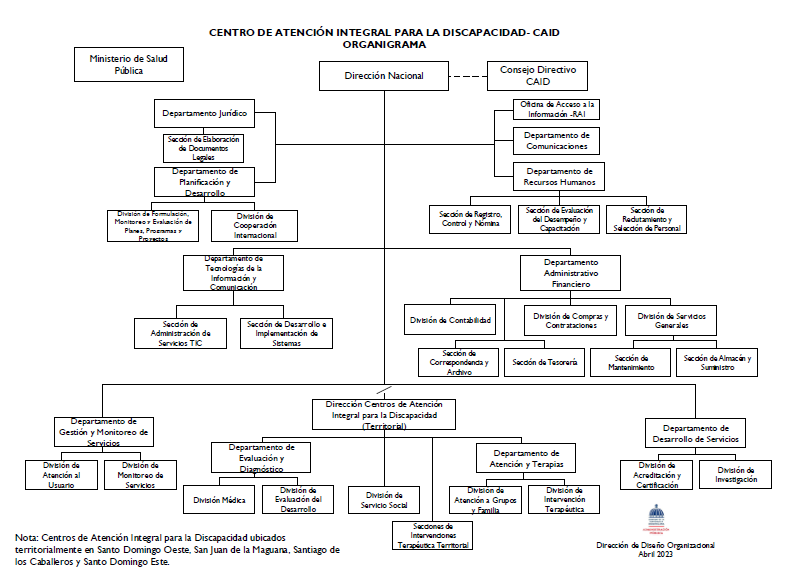 CENTRO DE ATENCIÓN INTEGRAL PARA LA DISCAPACIDAD- CAID
ORGANIGRAMA
Ministerio de Salud
Pública
Dirección Nacional
Consejo Directivo
CAID
Departamento Jurídico
Oficina de Acceso a la
Información -RAI
Sección de Elaboración
de Documentos
Legales
Departamento de
Comunicaciones
Departamento de
Planificación y
Desarrollo
Departamento de
Recursos Humanos
División de Formulación,
Monitoreo y Evaluación de
Planes, Programas y
Proyectos
División de
Cooperación
Internacional
Sección de Registro,
Control y Nómina
Sección de Evaluación
del Desempeño y
Capacitación
Sección de
Reclutamiento y
Selección de Personal
Departamento de
Tecnologías de la
Información y
Comunicación
Departamento
Administrativo
Financiero
Sección de
Administración de
Servicios TIC
Sección de Desarrollo e
Implementación de
Sistemas
División de Contabilidad
División de Compras y
Contrataciones
División de Servicios
Generales
Sección de
Correspondencia y
Archivo
Sección de Tesorería
Sección de
Mantenimiento
Sección de Almacén y
Suministro
Dirección Centros de Atención
Integral para la Discapacidad
(Territorial)
Departamento de
Gestión y Monitoreo de
Servicios
Departamento de
Desarrollo de Servicios
División de
Atención al
Usuario
División de
Monitoreo de
Servicios
Departamento de
Evaluación y
Diagnóstico
Departamento de
Atención y Terapias
División de
Acreditación y
Certificación
División de
Investigación
División Médica
División de
Evaluación del
Desarrollo
División de
Servicio Social
División de
Atención a Grupos
y Familia
División de
Intervención
Terapéutica
Secciones de
Intervenciones
Terapéutica Territorial
Nota: Centros de Atención Integral para la Discapacidad ubicados
territorialmente en Santo Domingo Oeste, San Juan de la Maguana, Santiago de
los Caballeros y Santo Domingo Este.
Dirección de Diseño Organizacional
Abril 2023